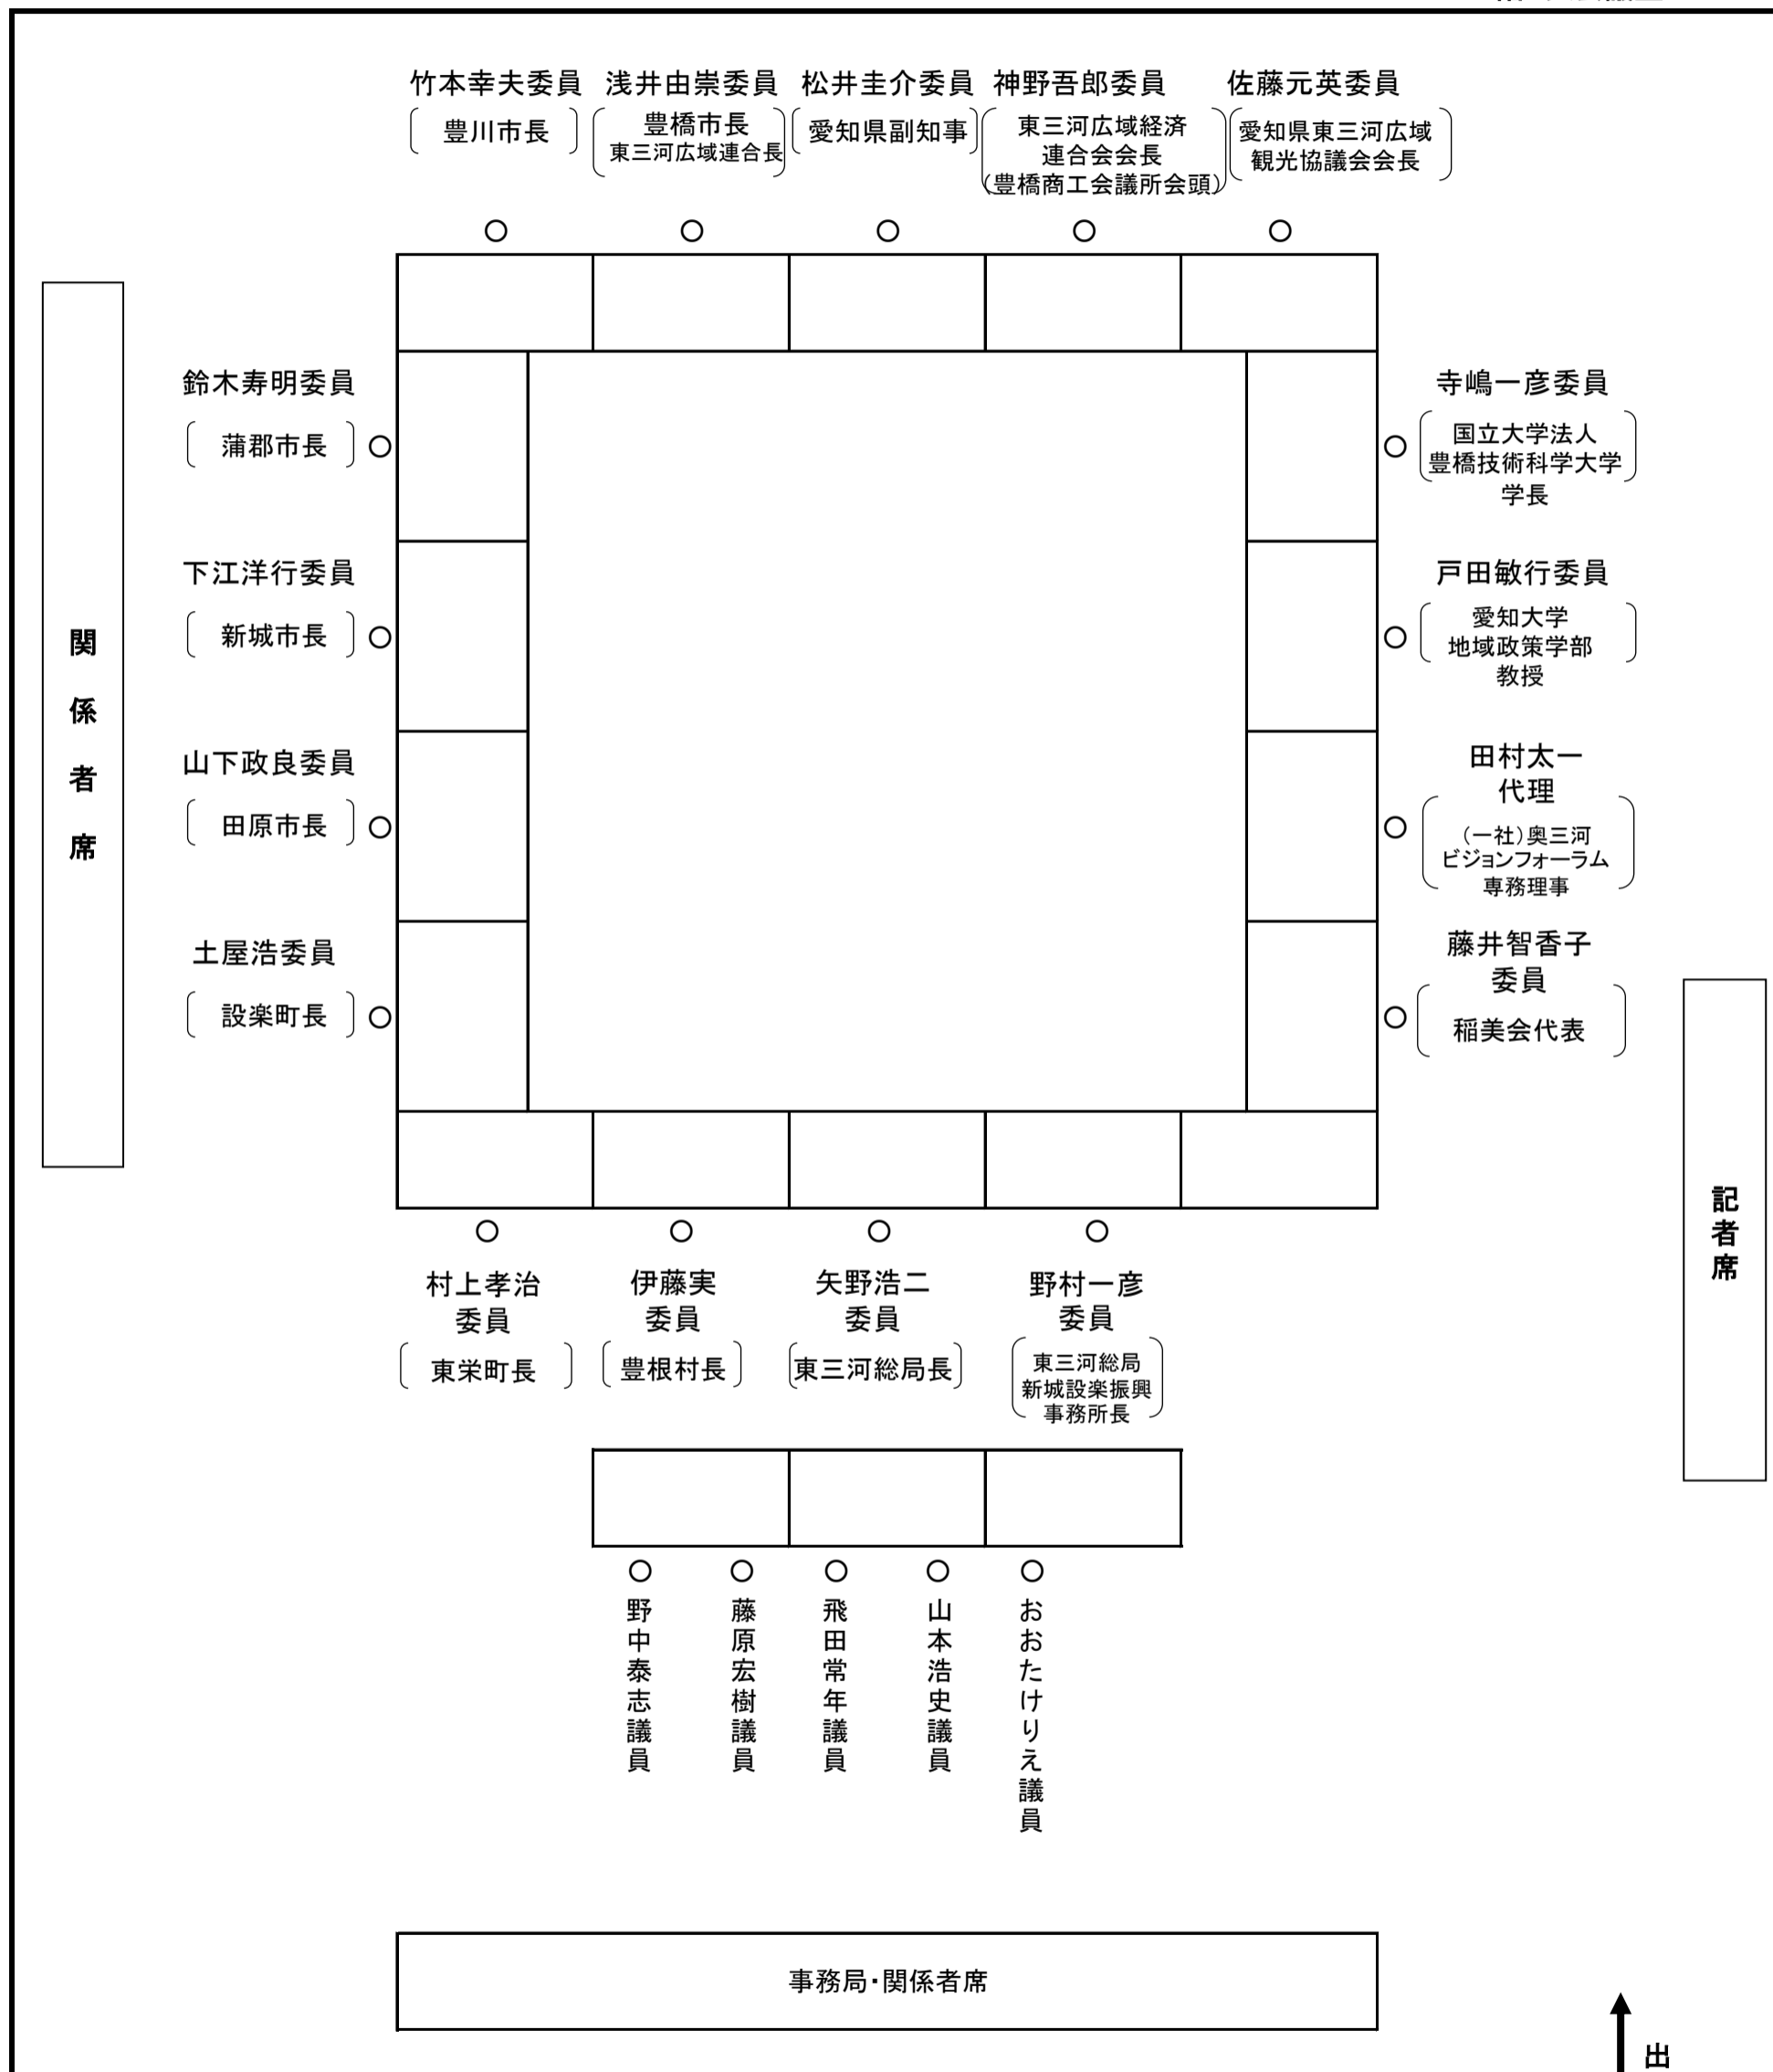 竹本幸夫委員
豊川市長
浅井由崇委員
豊橋市長
東三河広域連合長
松井圭介委員
愛知県副知事
神野吾郎委員
東三河広域経済
連合会会長
(豊橋商工会議所会頭)
佐藤元英委員
愛知県東三河広域
観光協議会会長
関係者席
鈴木寿明委員
蒲郡市長
下江洋行委員
新城市長
山下政良委員
田原市長
土屋浩委員
設楽町長
寺嶋一彦委員
国立大学法人
豊橋技術科学大学
学長
戸田敏行委員
愛知大学
地域政策学部
教授
田村太一
代理
(一社)奥三河
ビジョンフォーラム
専務理事
藤井智香子
委員
稲美会代表
記者席
村上孝治
委員
東栄町長
伊藤実
委員
豊根村長
矢野浩二
委員
東三河総局長
野村一彦
委員
東三河総局
新城設楽振興
事務所長
野中泰志議員
藤原宏樹議員
飛田常年議員
山本浩史議員
おおたけりえ議員
事務局・関係者席
出